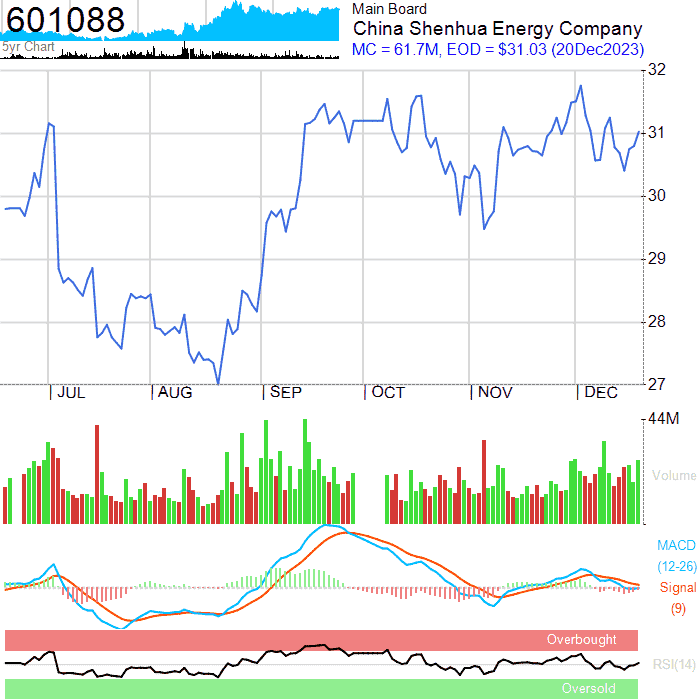 601088
5yr Chart
Main Board
China Shenhua Energy Company
MC = 61.7M, EOD = $31.03 (20Dec2023)
32
31
30
29
28
27
JUL AUG SEP OCT NOV DEC
44M
Volume
MACD
(12-26)
Signal
(9)
Overbought
RSI(14)
Oversold